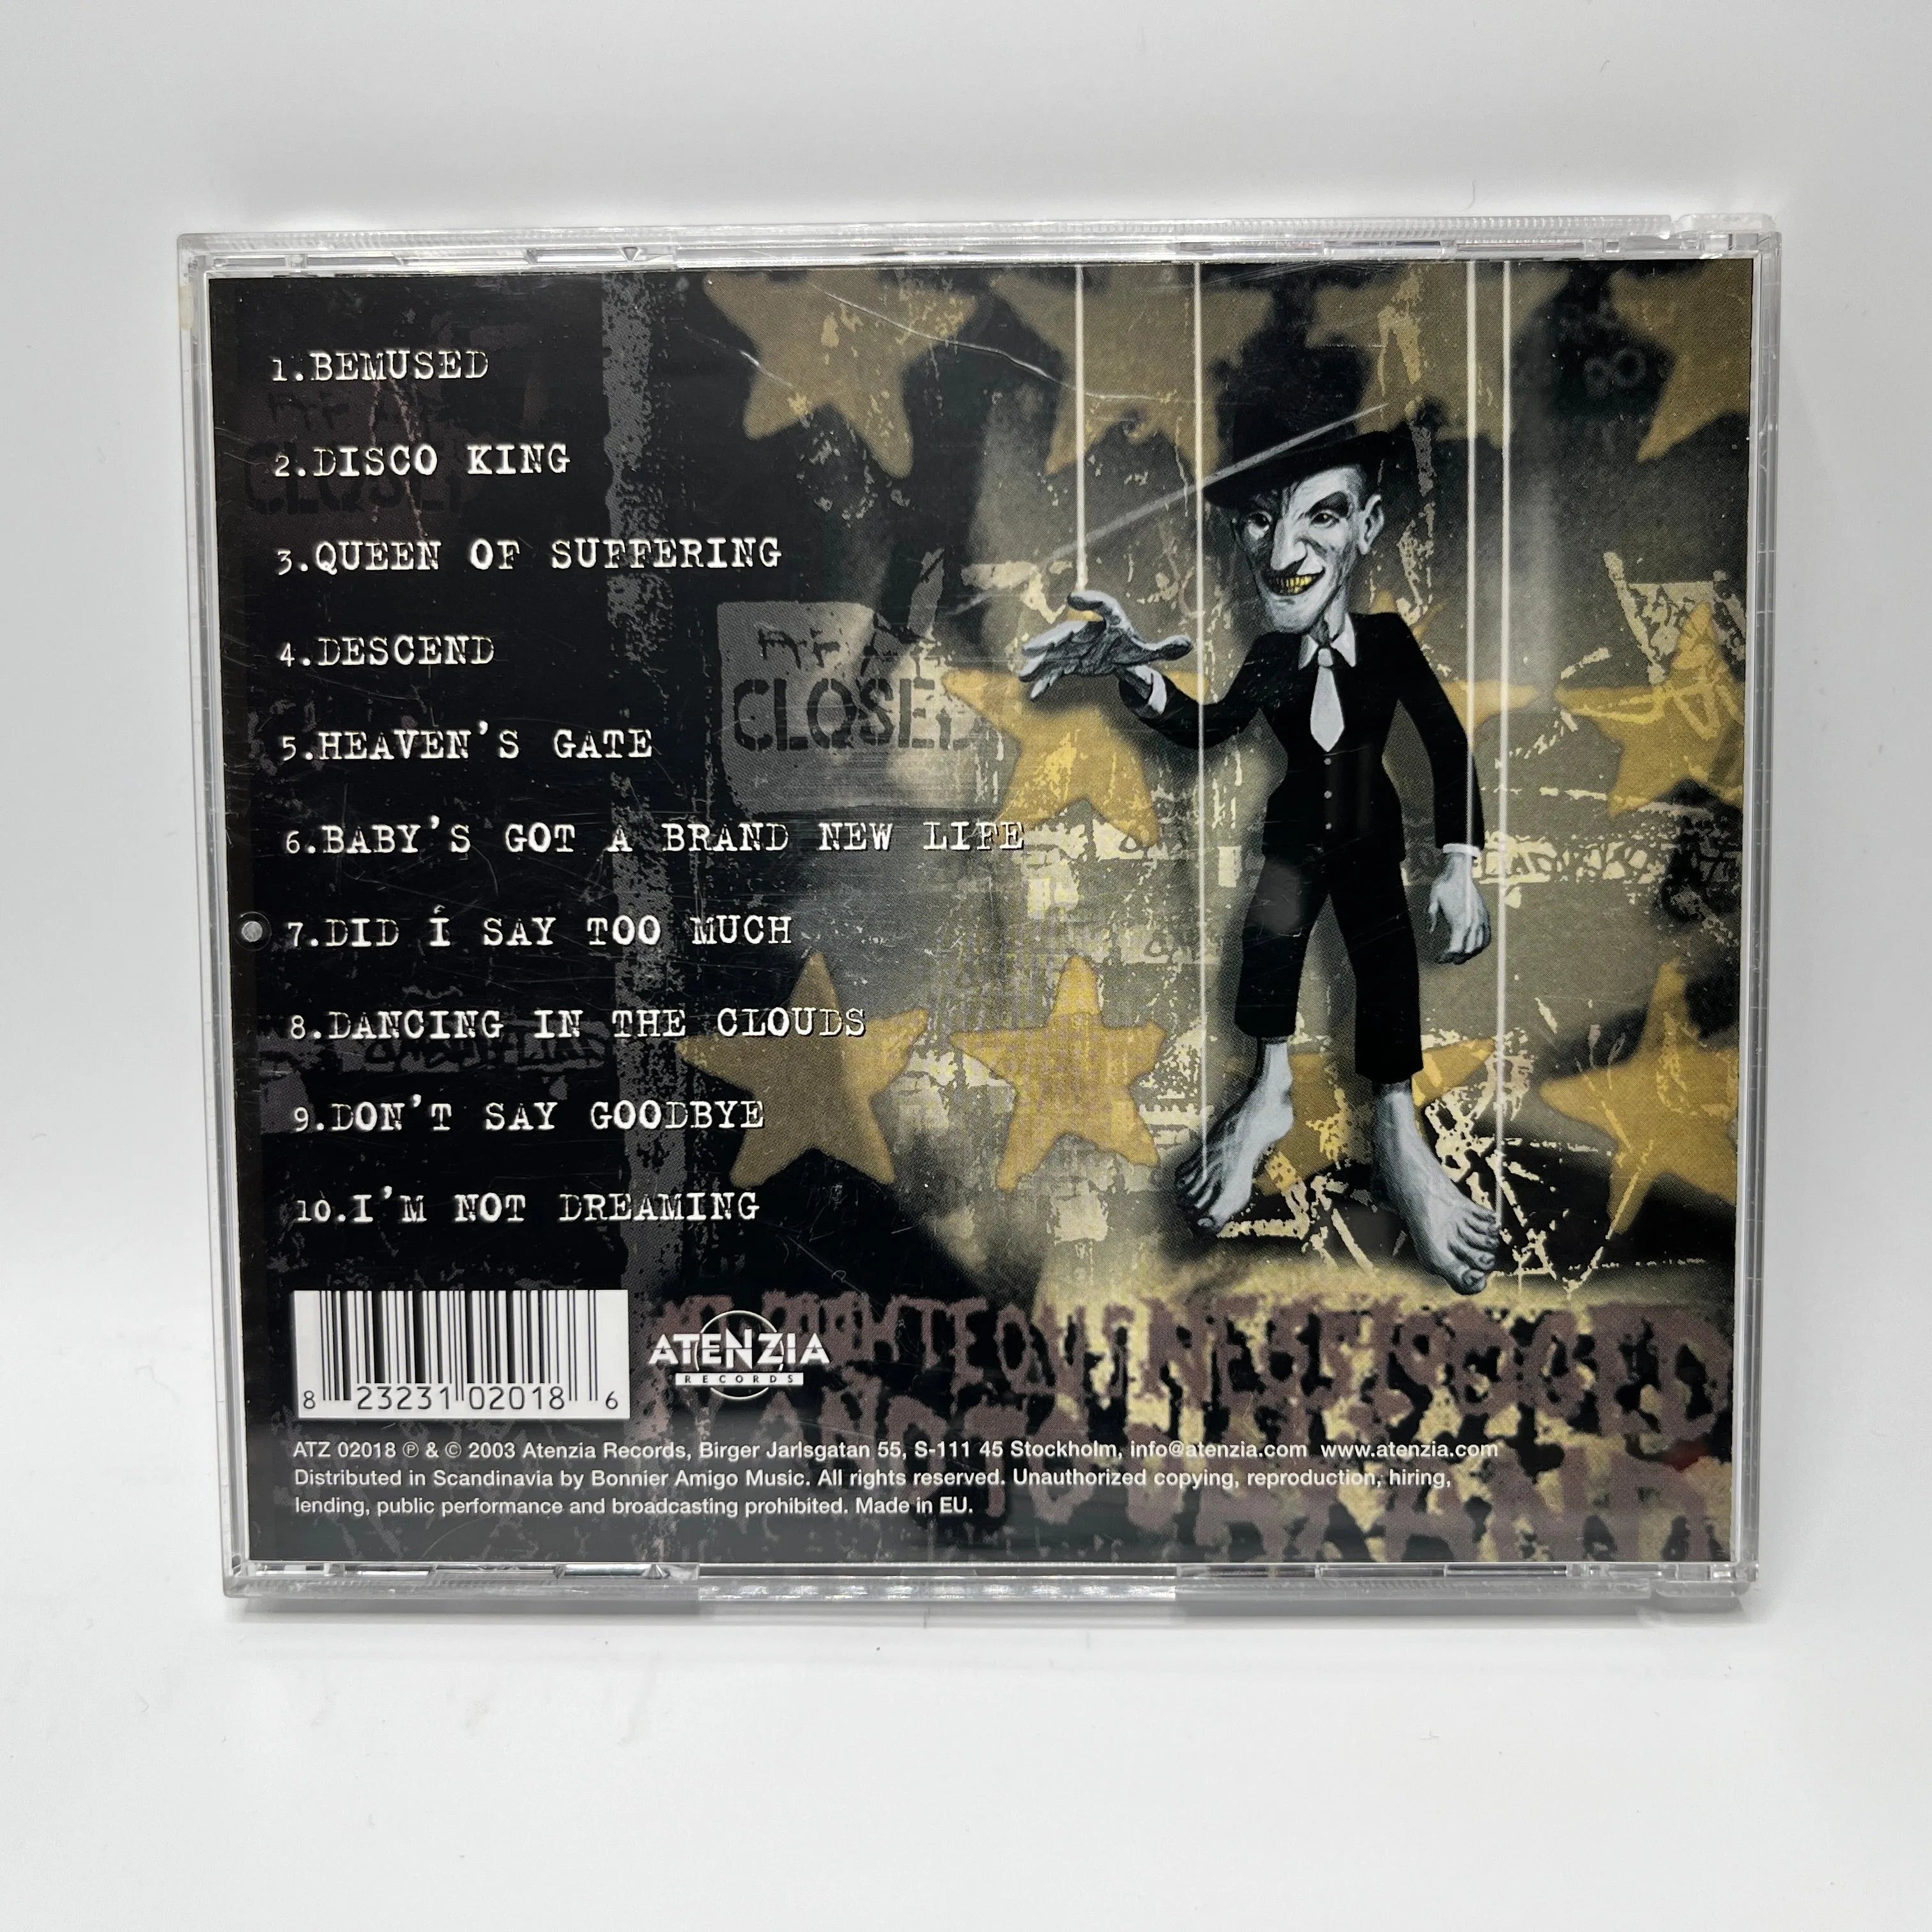 1.BEMUSED
2.DISCO KING
3.QUEEN OF SUFFERING
4.DESCEND
CLOSED
5.HEAVEN'S GATE
6.BABY'S GOT A BRAND NEW LIFE
7.DID I SAY TOO MUCH
8.DANCING IN THE CLOUDS
9.DON'T SAY GOODBYE
10.I'M NOT DREAMING
8 23231 02018 6
ATENZIA
RECORDS
ATZ 02018 ℗ & © 2003 Atenzia Records, Birger Jarlsgatan 55, S-111 45 Stockholm, info@atenzia.com www.atenzia.com
Distributed in Scandinavia by Bonnier Amigo Music. All rights reserved. Unauthorized copying, reproduction, hiring,
lending, public performance and broadcasting prohibited. Made in EU.